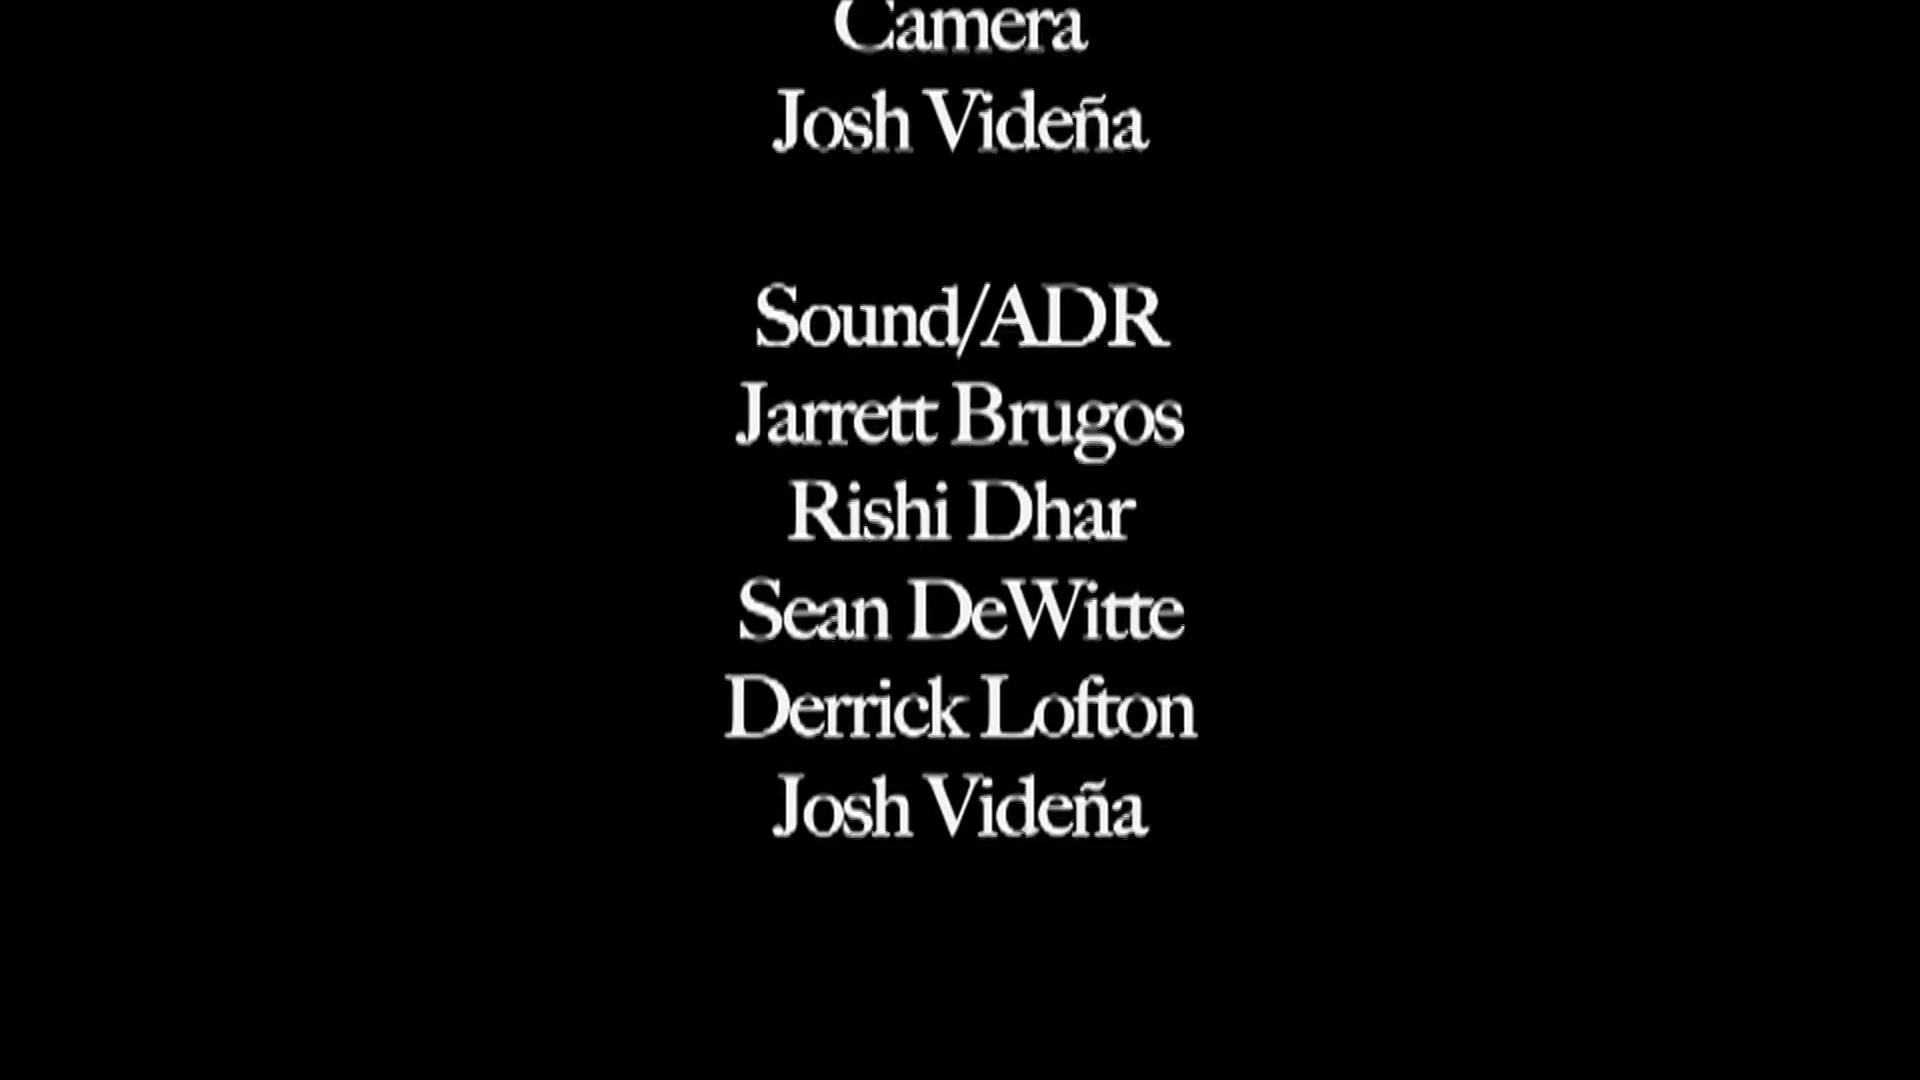 Camera
Josh Videña
Sound/ADR
Jarrett Brugos
Rishi Dhar
Sean DeWitte
Derrick Lofton
Josh Videña